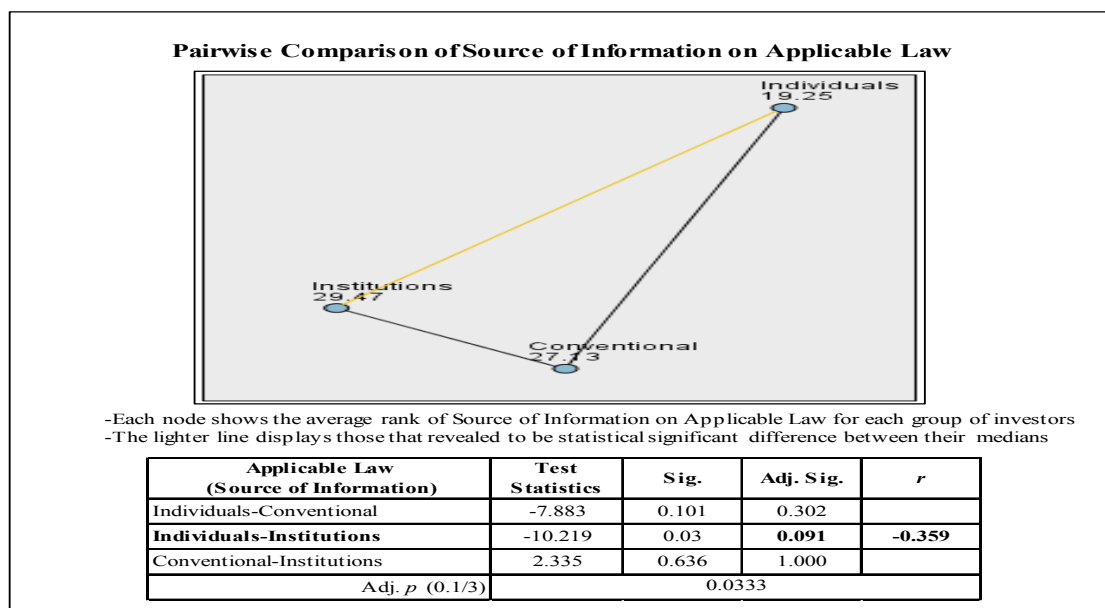 Pairwise Comparison of Source of Information on Applicable Law
Individuals
19.25
Institutions
29.47
Conventional
27.13
-Each node shows the average rank of Source of Information on Applicable Law for each group of investors
-The lighter line displays those that revealed to be statistical significant difference between their medians
Applicable Law (Source of Information) Test Statistics Sig. Adj. Sig. r
Individuals-Conventional -7.883 0.101 0.302
Individuals-Institutions -10.219 0.03 0.091 -0.359
Conventional-Institutions 2.335 0.636 1.000
Adj. p (0.1/3) 0.0333